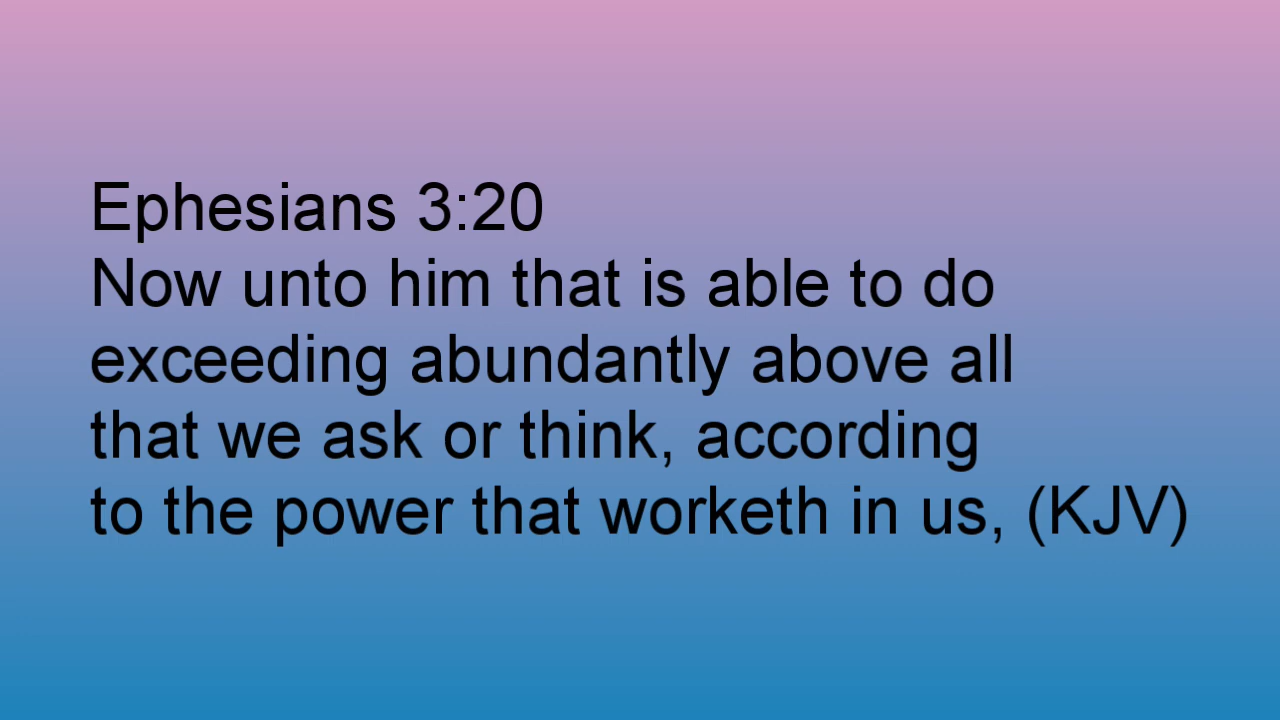 Ephesians 3:20
Now unto him that is able to do
exceeding abundantly above all
that we ask or think, according
to the power that worketh in us, (KJV)